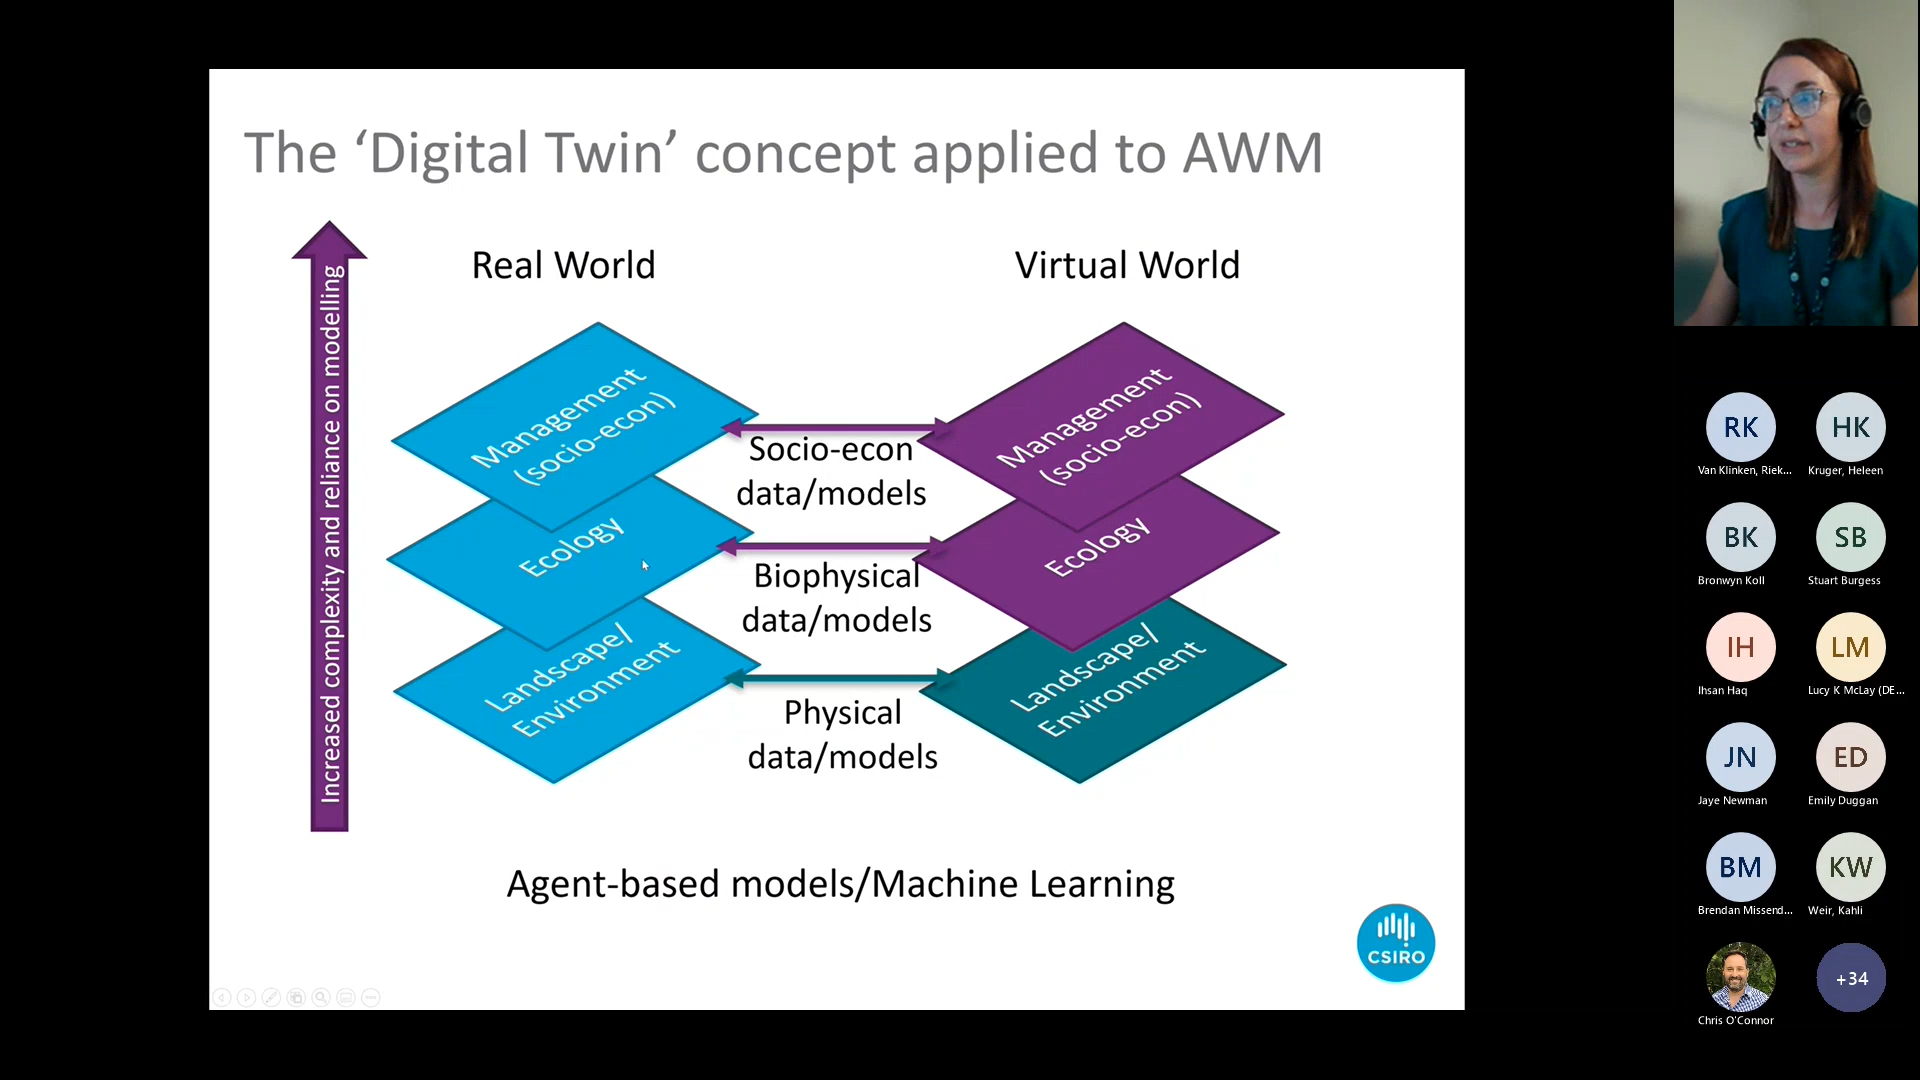 The ‘Digital Twin’ concept applied to AWM
Increased complexity and reliance on modelling
Real World
Virtual World
Management
(socio-econ)
Ecology
Landscape/
Environment
Socio-econ
data/models
Biophysical
data/models
Physical
data/models
Management
(socio-econ)
Ecology
Landscape/
Environment
Agent-based models/Machine Learning
CSIRO
RK
Van Klinken, Riek...
HK
Kruger, Heleen
BK
Bronwyn Koll
SB
Stuart Burgess
IH
Ihsan Haq
LM
Lucy K McLay (DE...
JN
Jaye Newman
ED
Emily Duggan
BM
Brendan Missend...
KW
Weir, Kahli
Chris O'Connor
+34